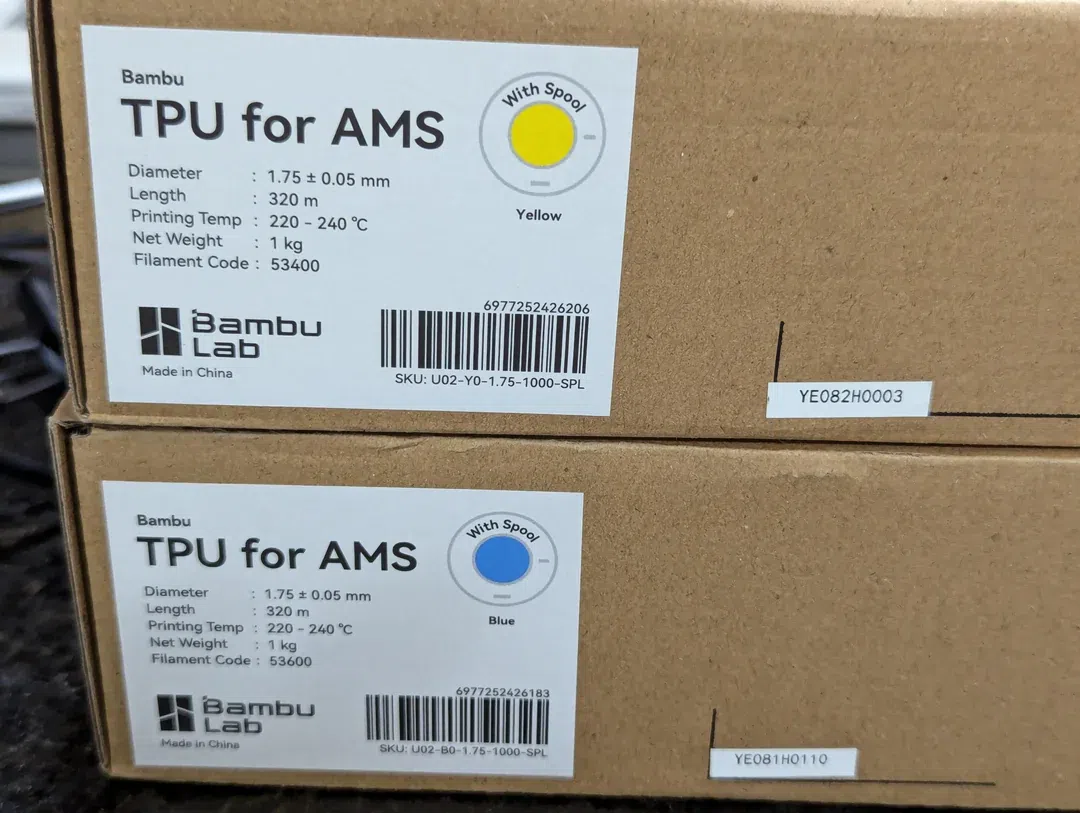 Bambu
TPU for AMS
With Spool
Yellow
Diameter : 1.75 ± 0.05 mm
Length : 320 m
Printing Temp : 220 - 240 ℃
Net Weight : 1 kg
Filament Code : 53400
Bambu
Lab
Made in China
6977252426206
SKU: U02-Y0-1.75-1000-SPL
YE082H0003
Bambu
TPU for AMS
With Spool
Blue
Diameter : 1.75 ± 0.05 mm
Length : 320 m
Printing Temp : 220 - 240 ℃
Net Weight : 1 kg
Filament Code : 53600
Bambu
Lab
Made in China
6977252426183
SKU: U02-B0-1.75-1000-SPL
YE081H0110